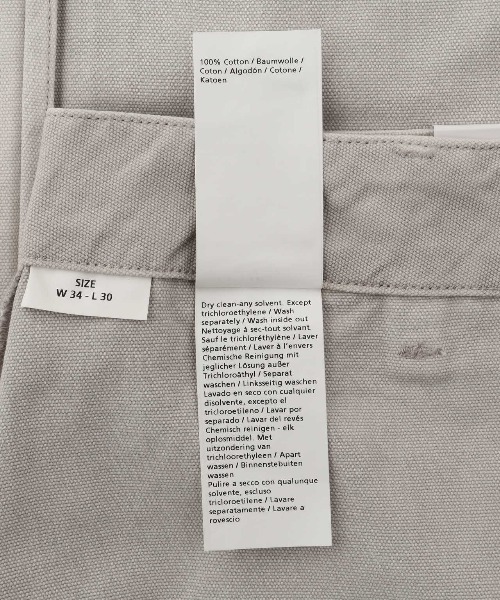 100% Cotton / Baumwolle /
Coton / Algodón / Cotone /
Katoen
SIZE
W 34 - L 30
Dry clean-any solvent. Except
trichloroethylene / Wash
separately / Wash inside out
Nettoyage à sec-tout solvant.
Sauf le trichloréthylène / Laver
séparément / Laver à l'envers
Chemische Reinigung mit
jeglicher Lösung außer
Trichloroäthyl / Separat
waschen / Linksseitig waschen
Lavado en seco con cualquier
disolvente, excepto el
tricloroetileno / Lavar por
separado / Lavar del revés
Chemisch reinigen - elk
oplosmiddel. Met
uitzondering van
trichloorethyleen / Apart
wassen / Binnenstebuiten
wassen
Pulire a secco con qualunque
solvente, escluso
tricloroetilene / Lavare
separatamente / Lavare a
rovescio